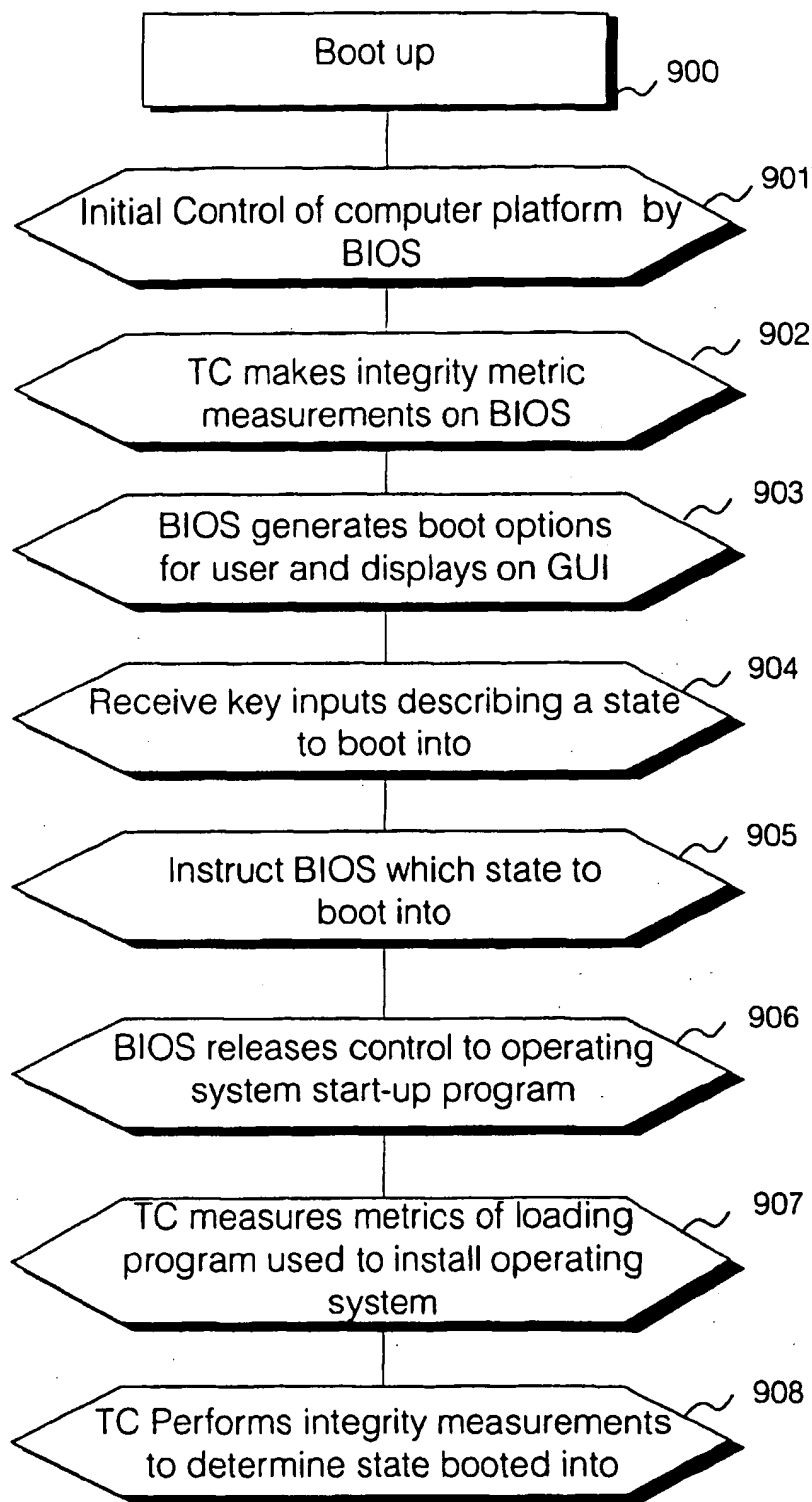 Boot up
900
901
Initial Control of computer platform by
BIOS
902
TC makes integrity metric
measurements on BIOS
903
BIOS generates boot options
for user and displays on GUI
904
Receive key inputs describing a state
to boot into
905
Instruct BIOS which state to
boot into
906
BIOS releases control to operating
system start-up program
907
TC measures metrics of loading
program used to install operating
system
908
TC Performs integrity measurements
to determine state booted into